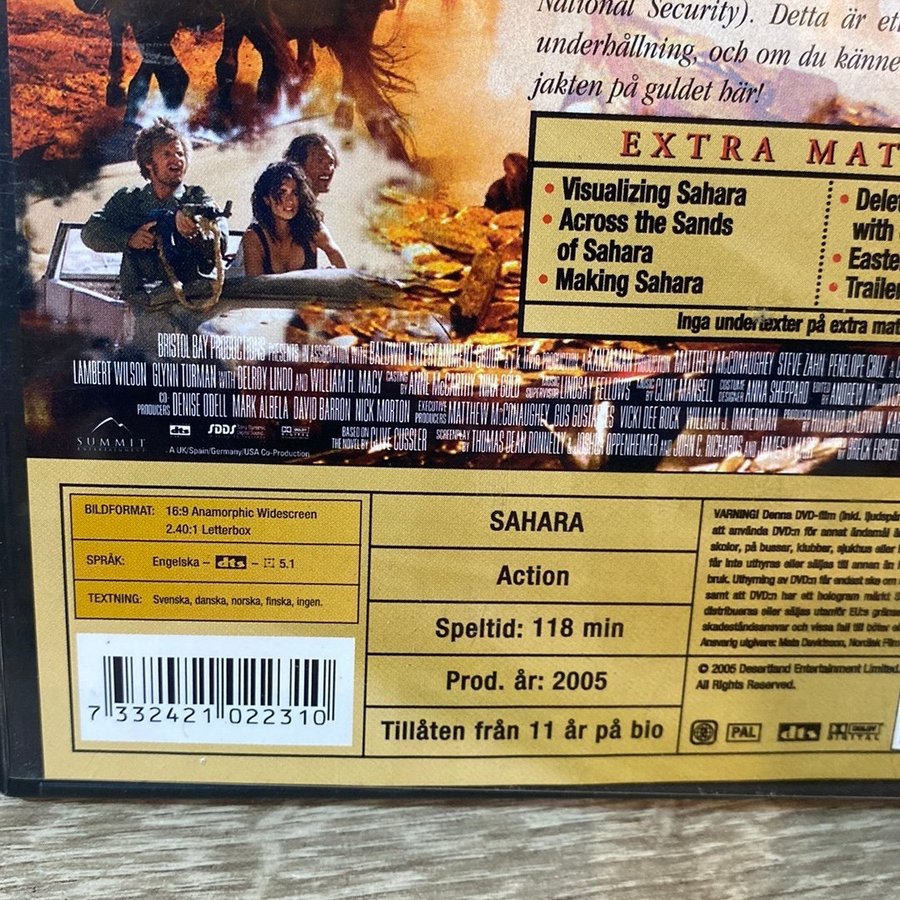 National Security). Detta är ett
underhållning, och om du känne
jakten på guldet här!
EXTRA MAT
• Visualizing Sahara
• Across the Sands
of Sahara
• Making Sahara
• Delet
with
• Easte
• Trailer
Inga undertexter på extra mat
BRISTOL BAY PRODUCTIONS PRESENTS IN ASSOCIATION WITH BALDWIN ENTERTAINMENT GROUP MATTHEW McCONAUGHEY STEVE ZAHN PENELOPE CRUZ
LAMBERT WILSON GLYNN TURMAN WITH DELROY LINDO AND WILLIAM H. MACY CASTING BY MUSIC SUPERVISOR LINDSAY FELLOWS MUSIC BY CLINT MANSELL COSTUME DESIGNER ANNA SHEPPARD EDITED ANDREW
CO-PRODUCERS DENISE ODELL MARK ALBELA DAVID BARRON NICK MORTON EXECUTIVE PRODUCERS MATTHEW McCONAUGHEY GUS GUSTAWES VICKI DEE ROCK WILLIAM J. IMMERMAN PRODUCED BY HOWARD BALDWIN
SUMMIT
ENTERTAINMENT
dts SDDS
BASED ON THE NOVEL BY CLIVE CUSSLER SCREENPLAY BY THOMAS DEAN DONNELLY & JOSHUA OPPENHEIMER AND JOHN C. RICHARDS AND JAMES V. HART BRECK EISNER
A UK/Spain/Germany/USA Co-Production
BILDFORMAT: 16:9 Anamorphic Widescreen
2.40:1 Letterbox
SPRÅK: Engelska – dts – 5.1
TEXTNING: Svenska, danska, norska, finska, ingen.
7 332421 022310
SAHARA
Action
Speltid: 118 min
Prod. år: 2005
Tillåten från 11 år på bio
VARNING! Denna DVD-film (inkl. ljudspår
att använda DVD:n för annat ändamål ä
skolor, på bussar, klubbar, sjukhus eller
får inte uthyras eller säljas till annan än
bruk. Uthyrning av DVD:n får endast ske om
samt att DVD:n har ett hologram märkt S
distribueras eller säljas utanför EU:s gräns
skadeståndsansvar och vissa fall till böter el
Ansvarig utgivare: Mats Davidsson, Nordisk Film
© 2005 Desertland Entertainment Limited.
All Rights Reserved.
PAL dts DOLBY DIGITAL